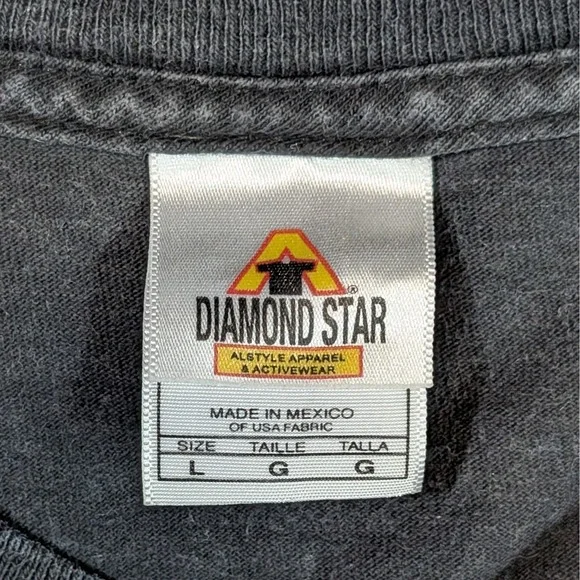 A
®
DIAMOND STAR
ALSTYLE APPAREL
& ACTIVEWEAR
MADE IN MEXICO
OF USA FABRIC
SIZE TAILLE TALLA
L G G